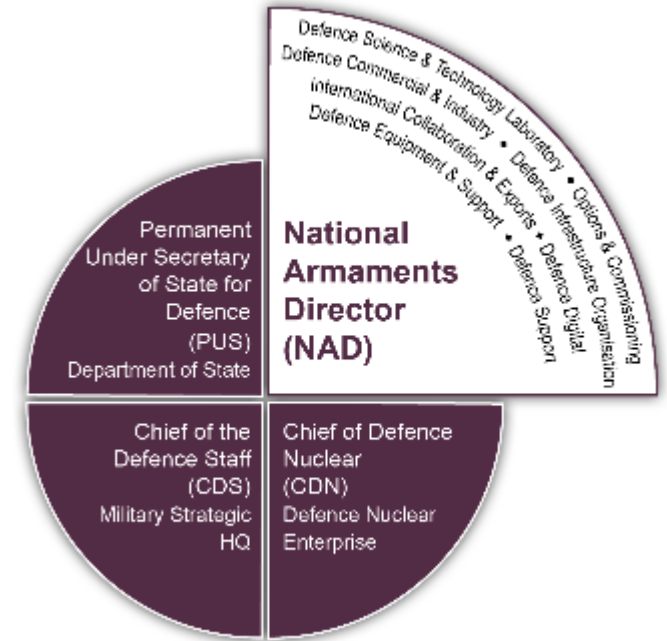 Defence Science & Technology Laboratory • Options & Commissioning
Defence Commercial & Industry • Defence Infrastructure Organisation
International Collaboration & Exports • Defence Digital
Defence Equipment & Support • Defence Support
National
Armaments
Director
(NAD)
Permanent
Under Secretary
of State for
Defence
(PUS)
Department of State
Chief of the
Defence Staff
(CDS)
Military Strategic
HQ
Chief of Defence
Nuclear
(CDN)
Defence Nuclear
Enterprise